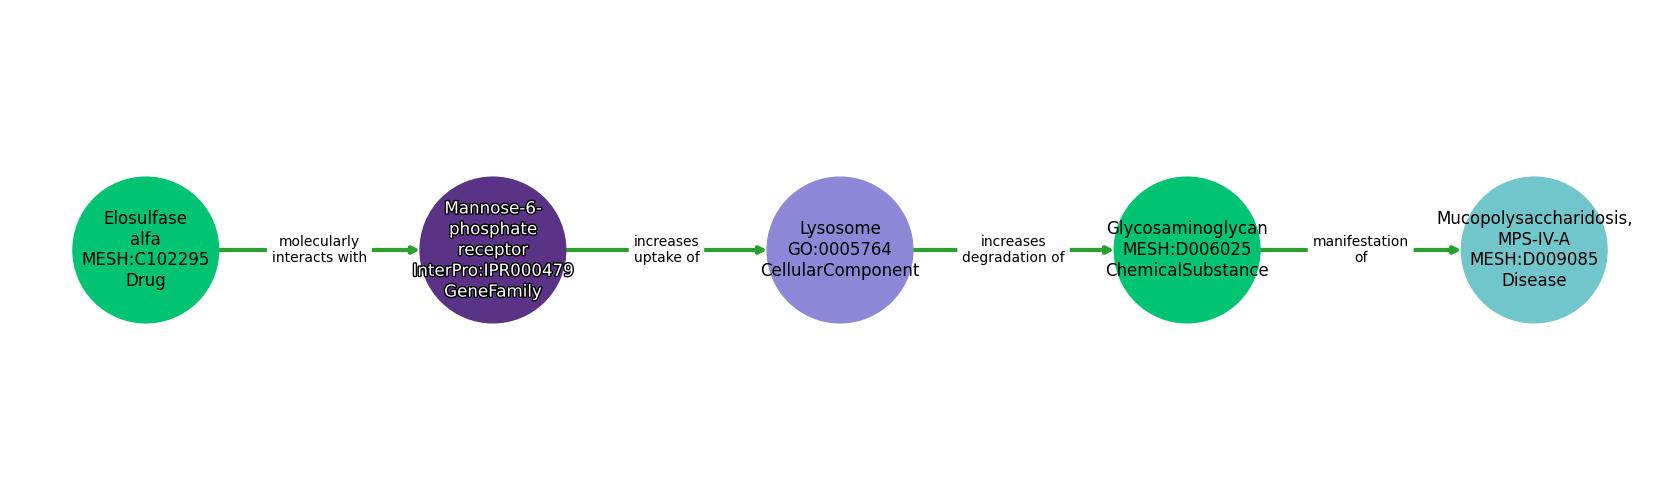 Elosulfase
alfa
MESH:C102295
Drug
molecularly
interacts with
Mannose-6-
phosphate
receptor
InterPro:IPR000479
GeneFamily
increases
uptake of
Lysosome
GO:0005764
CellularComponent
increases
degradation of
Glycosaminoglycan
MESH:D006025
ChemicalSubstance
manifestation
of
Mucopolysaccharidosis,
MPS-IV-A
MESH:D009085
Disease